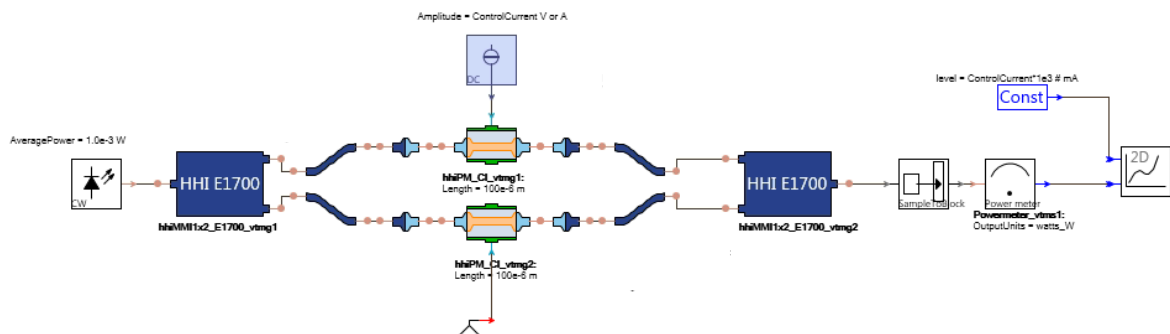 Amplitude = ControlCurrent V or A
DC
level = ControlCurrent*1e3 # mA
Const
AveragePower = 1.0e-3 W
CW
HHI E1700
hhiMMI1x2_E1700_vtmg1
hhiPM_CI_vtmg1:
Length = 100e-6 m
HHI E1700
hhiMMI1x2_E1700_vtmg2
SampleToBlock
Power meter
Powermeter_vtms1:
OutputUnits = watts_W
2D
hhiPM_CI_vtmg2:
Length = 100e-6 m